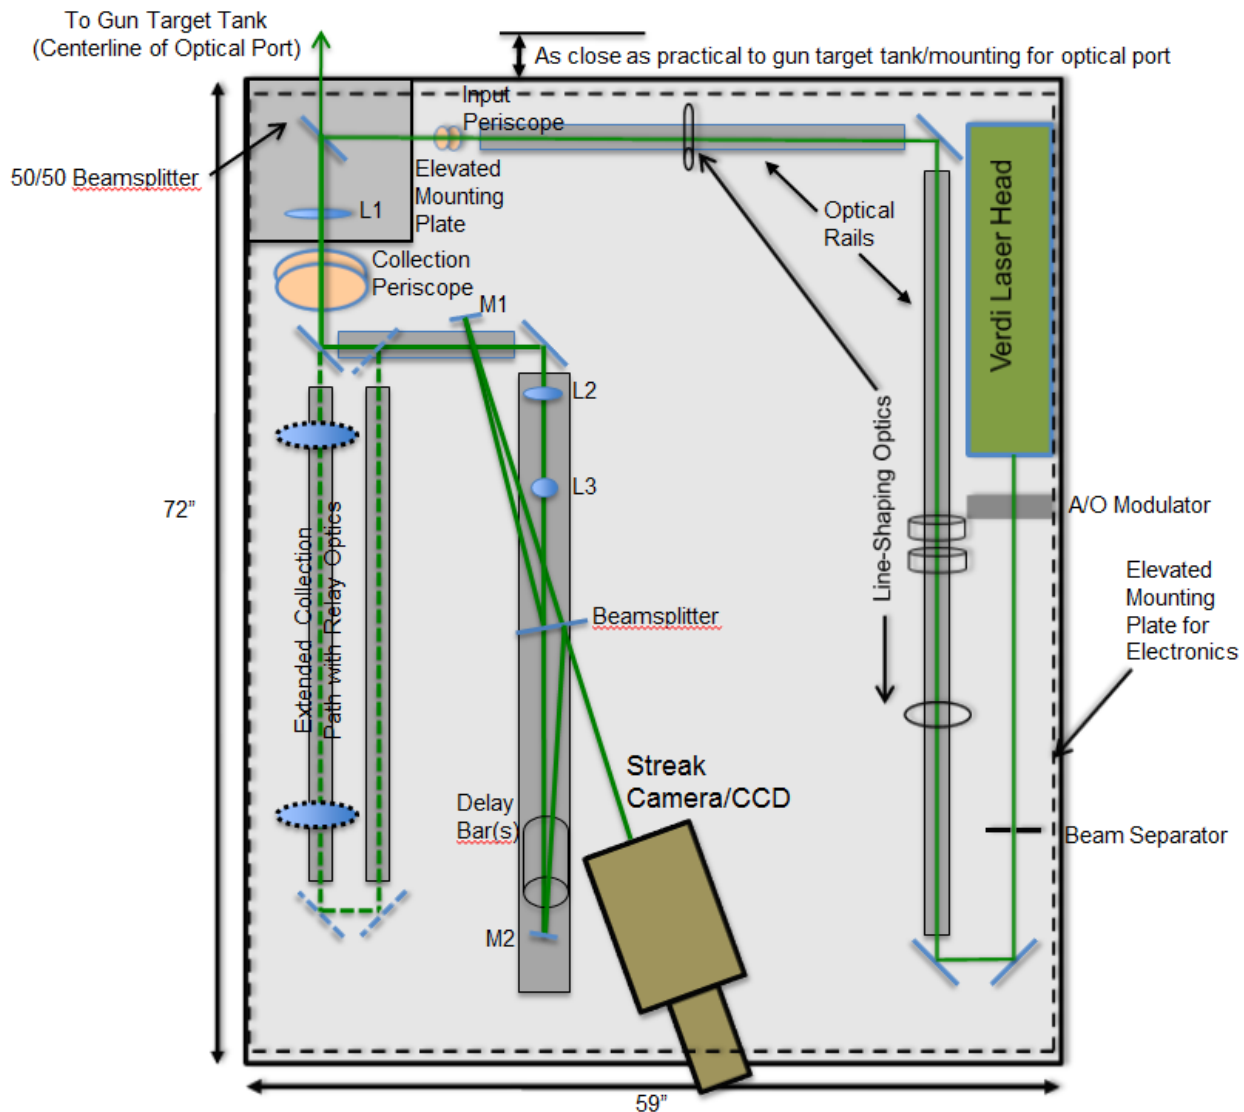 To Gun Target Tank
(Centerline of Optical Port)
As close as practical to gun target tank/mounting for optical port
Input
Periscope
50/50 Beamsplitter
Elevated
Mounting
Plate
L1
Optical
Rails
Verdi Laser Head
Collection
Periscope
M1
L2
L3
Line-Shaping Optics
72”
A/O Modulator
Extended Collection
Path with Relay Optics
Elevated
Mounting
Plate for
Electronics
Beamsplitter
Streak
Camera/CCD
Delay
Bar(s)
Beam Separator
M2
59”